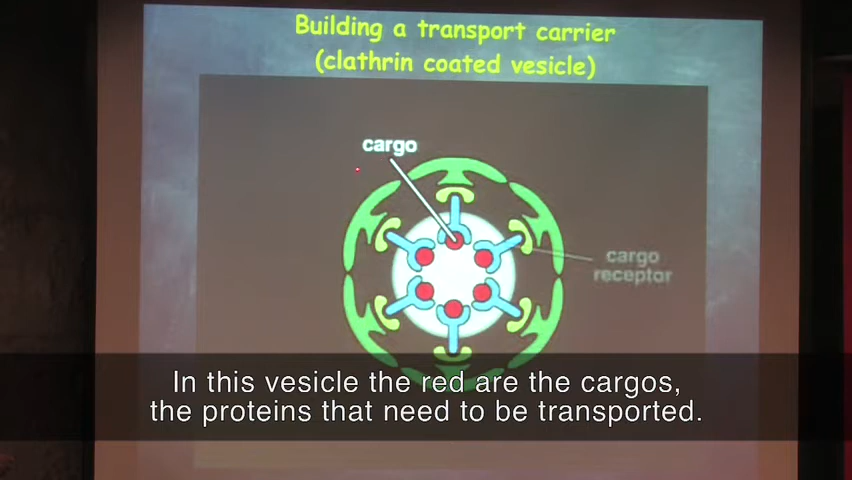 Building a transport carrier
(clathrin coated vesicle)
cargo
cargo
receptor
In this vesicle the red are the cargos,
the proteins that need to be transported.